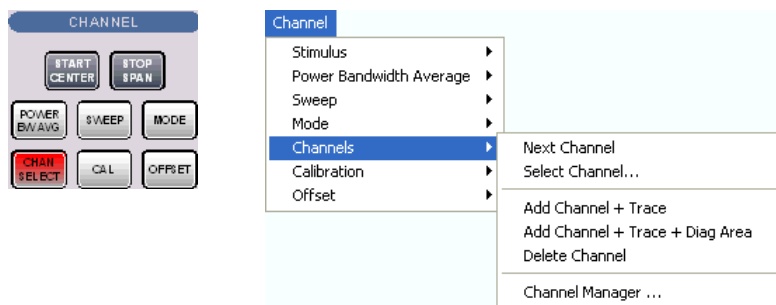 CHANNEL
START
CENTER
STOP
SPAN
POWER
BW AVG
SWEEP
MODE
CHAN
SELECT
CAL
OFFSET
Channel
Stimulus
Power Bandwidth Average
Sweep
Mode
Channels
Calibration
Offset
Next Channel
Select Channel...
Add Channel + Trace
Add Channel + Trace + Diag Area
Delete Channel
Channel Manager ...